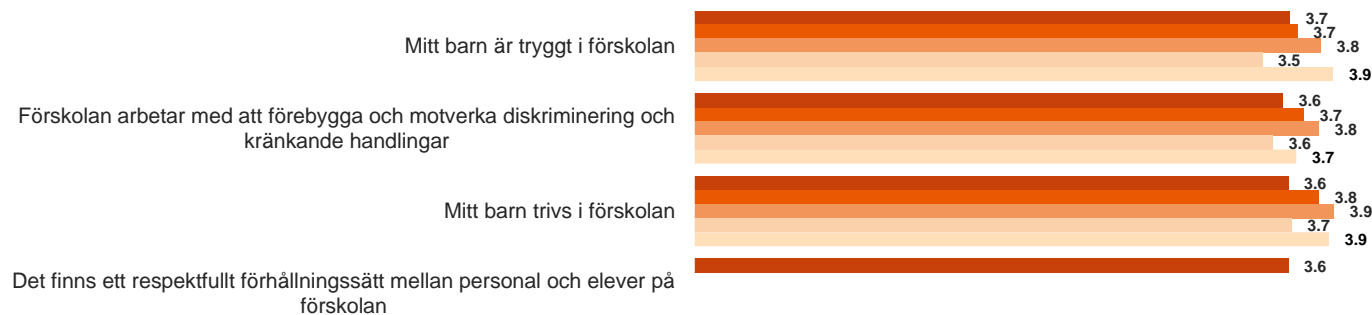 3.7
3.7
Mitt barn är tryggt i förskolan
3.8
3.5
3.9
3.6
Förskolan arbetar med att förebygga och motverka diskriminering och
kränkande handlingar
3.7
3.8
3.6
3.7
3.6
3.8
Mitt barn trivs i förskolan
3.9
3.7
3.9
Det finns ett respektfullt förhållningssätt mellan personal och elever på
förskolan
3.6